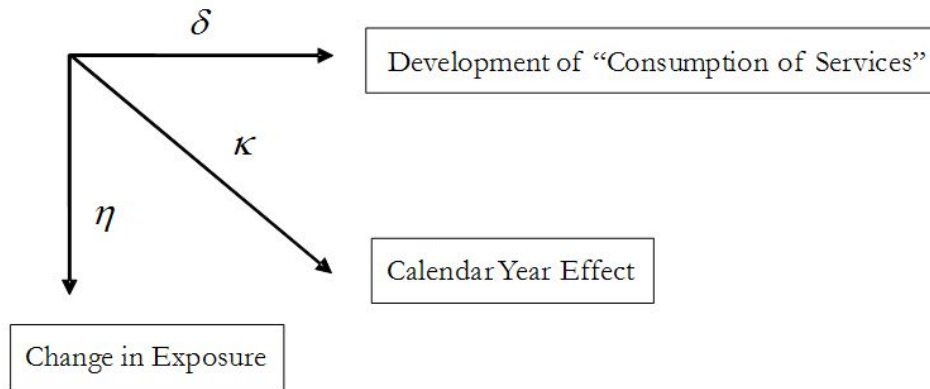 δ
Development of “Consumption of Services”
κ
η
Calendar Year Effect
Change in Exposure